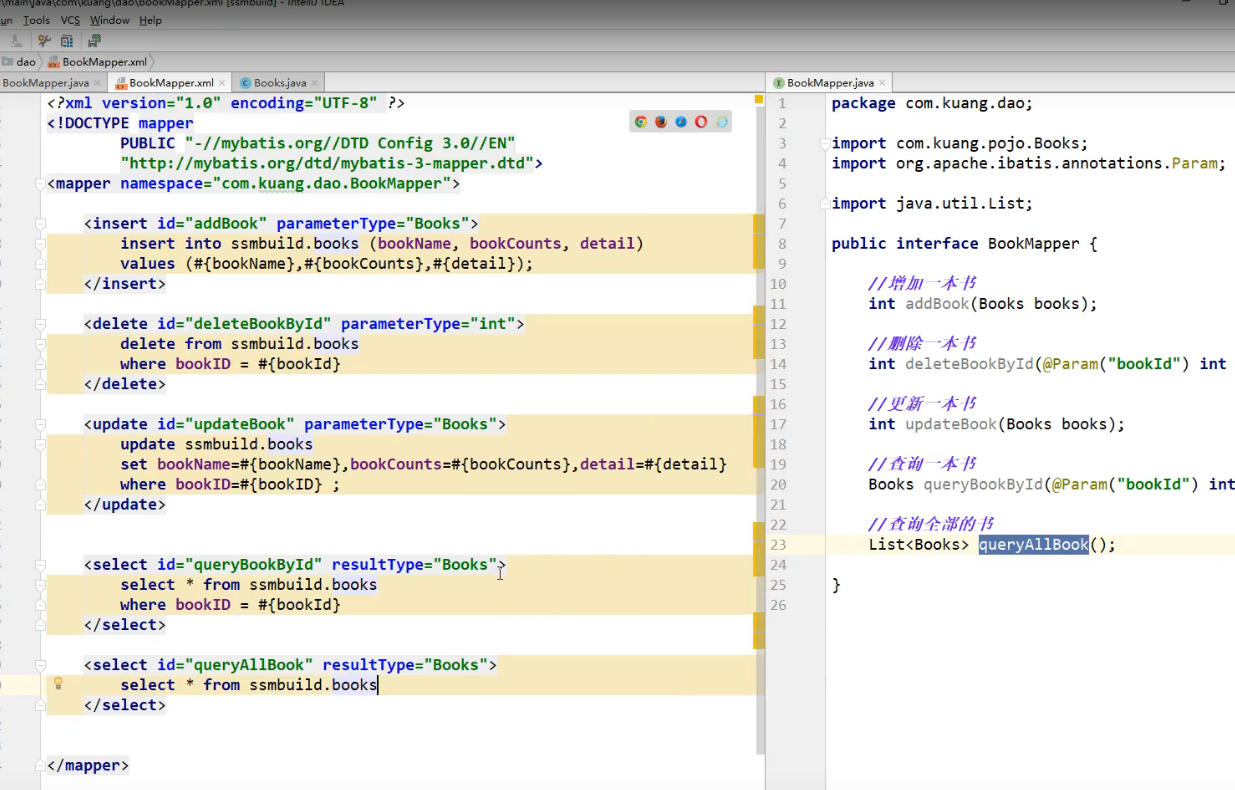 \main\java\com\kuang\dao\BookMapper.xml [ssmbuild] - IntelliJ IDEA
Tools VCS Window Help
dao BookMapper.xml
BookMapper.java BookMapper.xml Books.java
<?xml version="1.0" encoding="UTF-8" ?>
<!DOCTYPE mapper
PUBLIC "-//mybatis.org//DTD Config 3.0//EN"
"http://mybatis.org/dtd/mybatis-3-mapper.dtd">
<mapper namespace="com.kuang.dao.BookMapper">
<insert id="addBook" parameterType="Books">
insert into ssmbuild.books (bookName, bookCounts, detail)
values (#{bookName},#{bookCounts},#{detail});
</insert>
<delete id="deleteBookById" parameterType="int">
delete from ssmbuild.books
where bookID = #{bookId}
</delete>
<update id="updateBook" parameterType="Books">
update ssmbuild.books
set bookName=#{bookName},bookCounts=#{bookCounts},detail=#{detail}
where bookID=#{bookID} ;
</update>
<select id="queryBookById" resultType="Books">
select * from ssmbuild.books
where bookID = #{bookId}
</select>
<select id="queryAllBook" resultType="Books">
select * from ssmbuild.books
</select>
</mapper>
BookMapper.java
1 package com.kuang.dao;
2
3 import com.kuang.pojo.Books;
4 import org.apache.ibatis.annotations.Param;
5
6 import java.util.List;
7
8 public interface BookMapper {
9
10 //增加一本书
11 int addBook(Books books);
12
13 //删除一本书
14 int deleteBookById(@Param("bookId") int
15
16 //更新一本书
17 int updateBook(Books books);
18
19 //查询一本书
20 Books queryBookById(@Param("bookId") int
21
22 //查询全部的书
23 List<Books> queryAllBook();
24
25 }
26